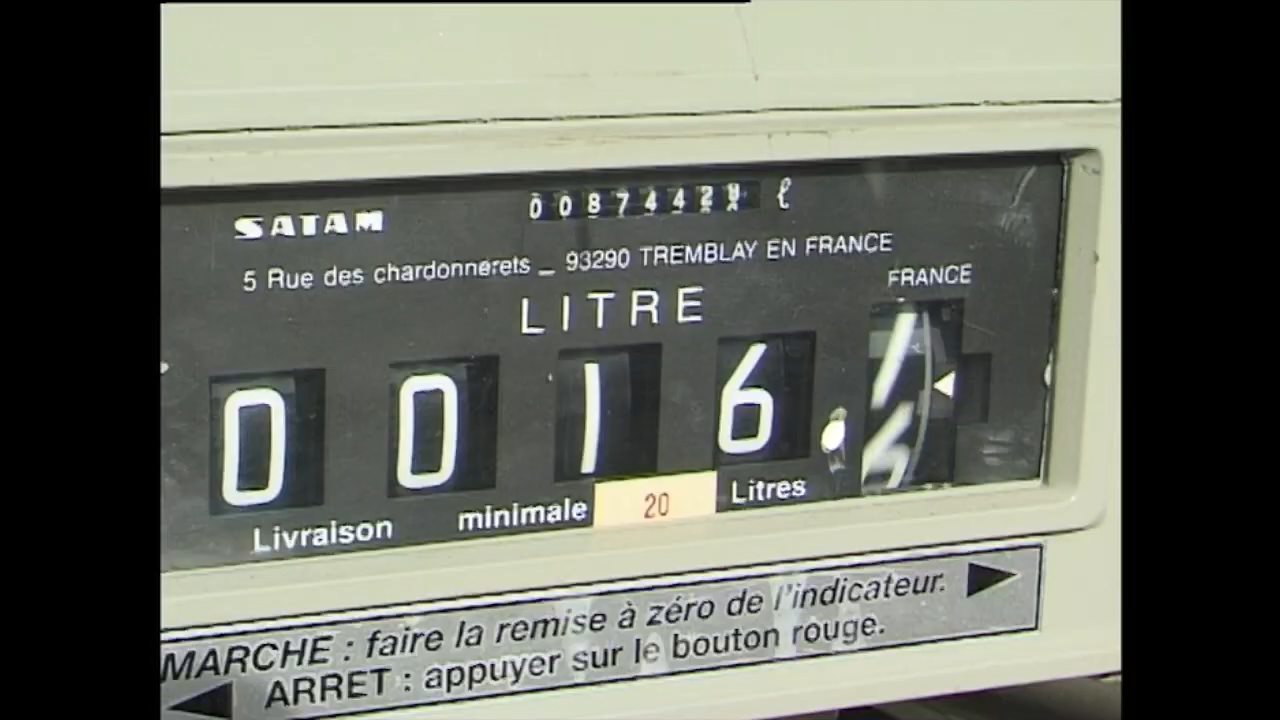 SATAM
0087442 ℓ
5 Rue des chardonnerets _ 93290 TREMBLAY EN FRANCE
FRANCE
LITRE
0016.
Livraison minimale 20 Litres
MARCHE : faire la remise à zéro de l'indicateur.
ARRET : appuyer sur le bouton rouge.